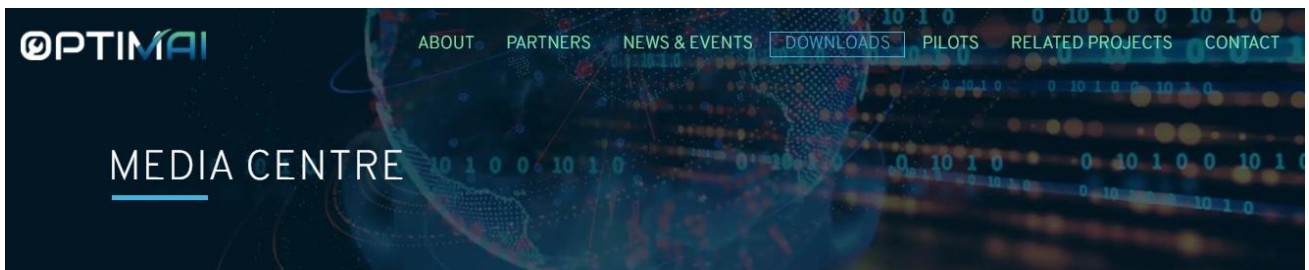 OPTIMAI
ABOUT PARTNERS NEWS & EVENTS DOWNLOADS PILOTS RELATED PROJECTS CONTACT
MEDIA CENTRE